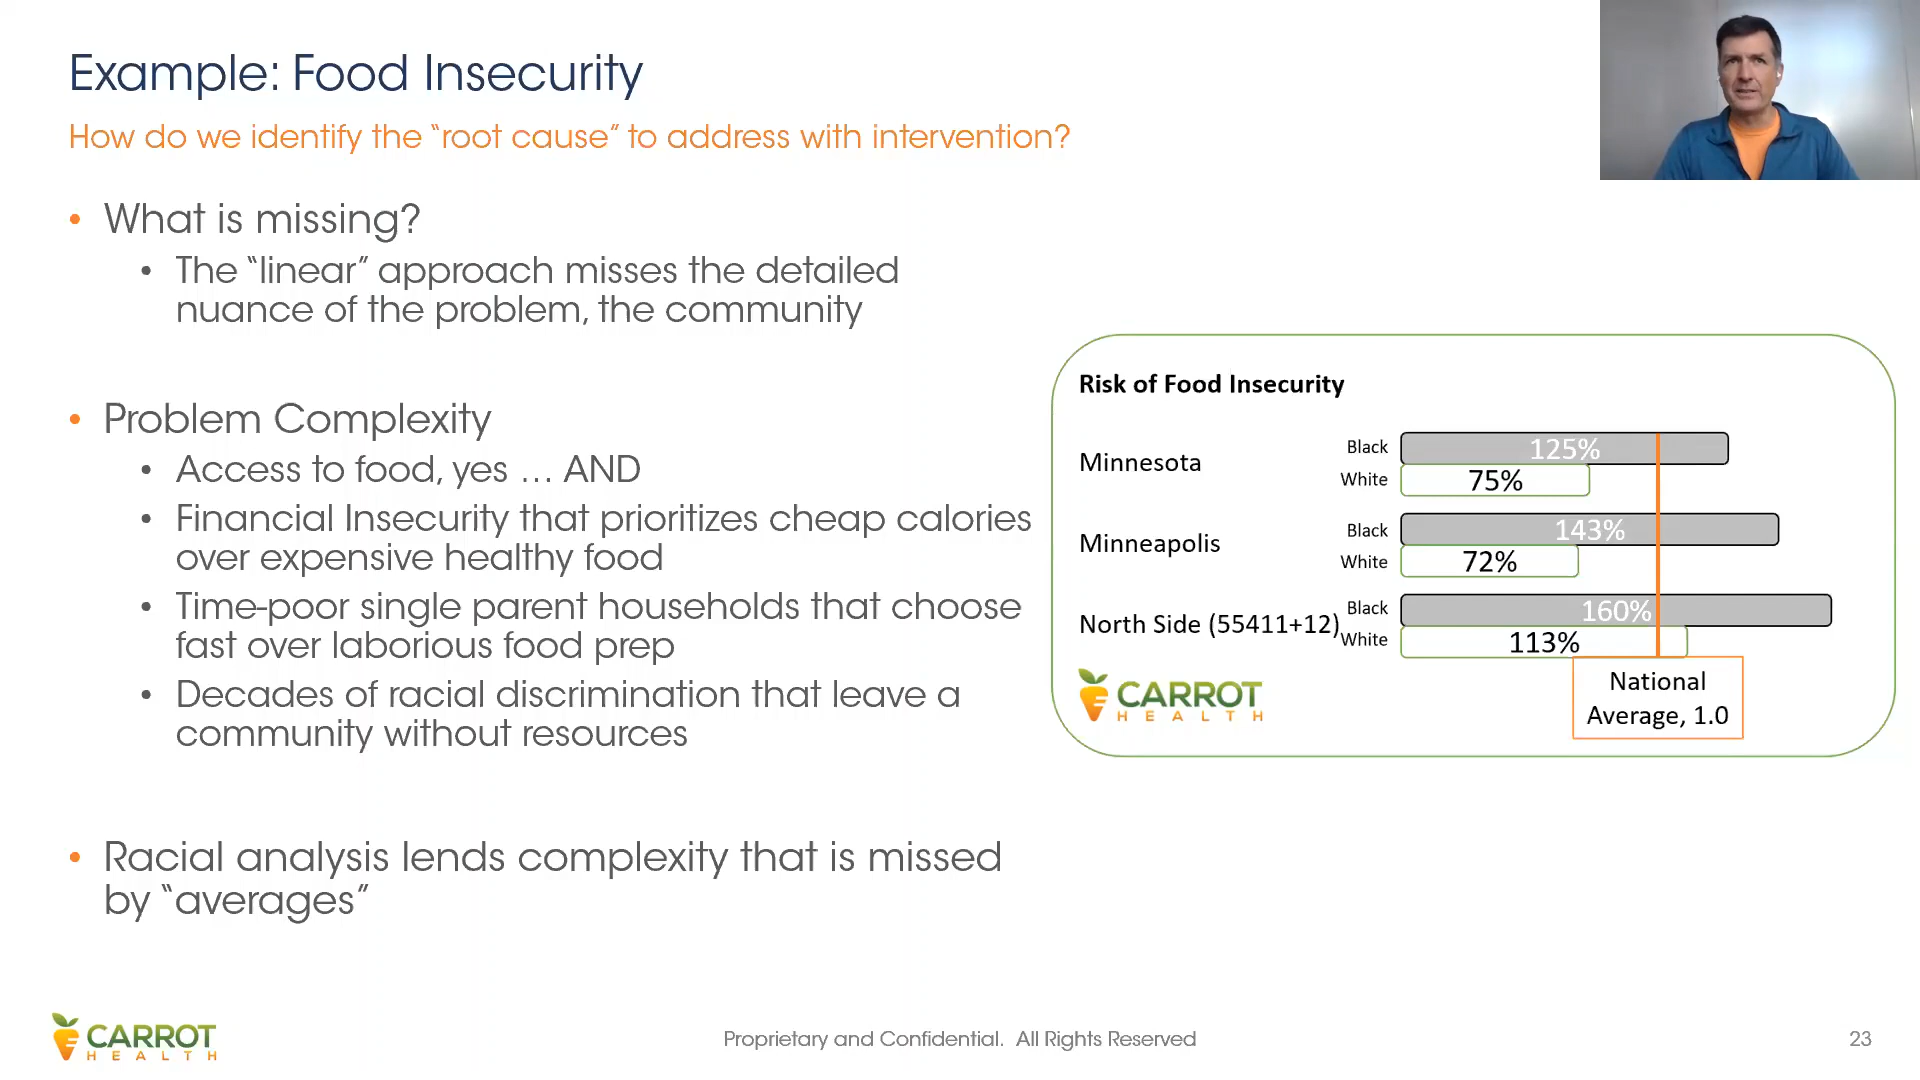 Example: Food Insecurity
How do we identify the “root cause” to address with intervention?
• What is missing?
• The “linear” approach misses the detailed
nuance of the problem, the community
• Problem Complexity
• Access to food, yes … AND
• Financial Insecurity that prioritizes cheap calories
over expensive healthy food
• Time-poor single parent households that choose
fast over laborious food prep
• Decades of racial discrimination that leave a
community without resources
• Racial analysis lends complexity that is missed
by “averages”
Risk of Food Insecurity
Minnesota
Black 125%
White 75%
Minneapolis
Black 143%
White 72%
North Side (55411+12)
Black 160%
White 113%
National
Average, 1.0
CARROT
HEALTH
CARROT
HEALTH
Proprietary and Confidential. All Rights Reserved
23